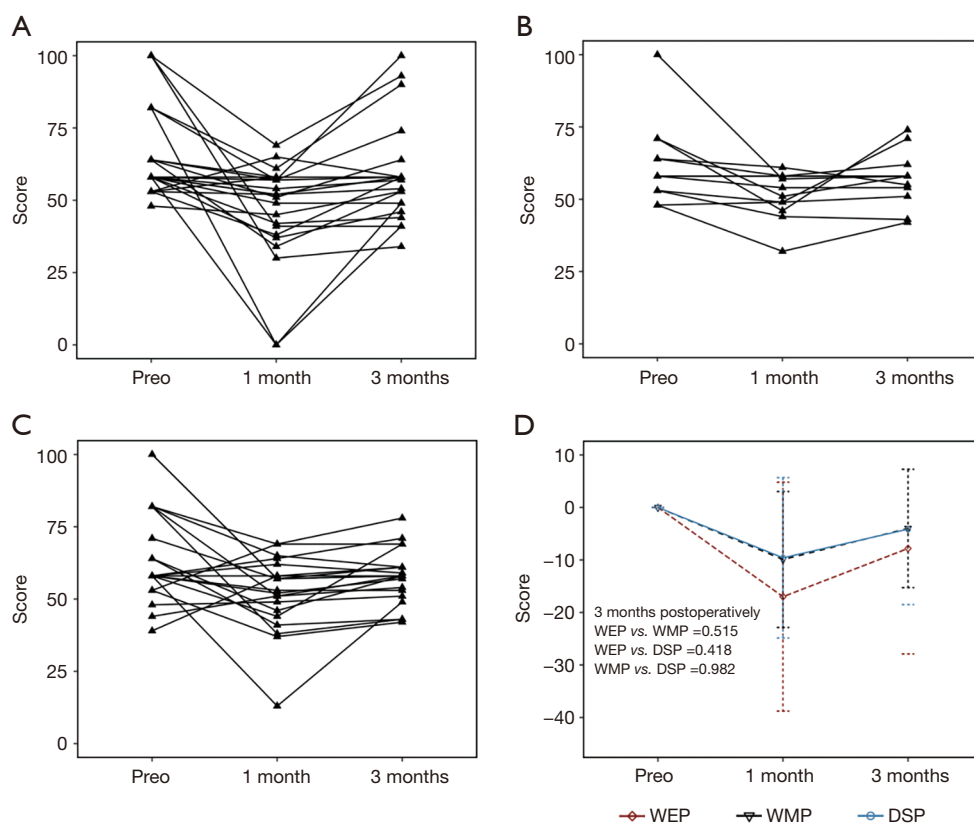 A
100
75
50
25
0
Score
Preo
1 month
3 months
B
100
75
50
25
0
Score
Preo
1 month
3 months
C
100
75
50
25
0
Score
Preo
1 month
3 months
D
10
0
−10
−20
−30
−40
Score
3 months postoperatively
WEP vs. WMP =0.515
WEP vs. DSP =0.418
WMP vs. DSP =0.982
Preo
1 month
3 months
WEP
WMP
DSP